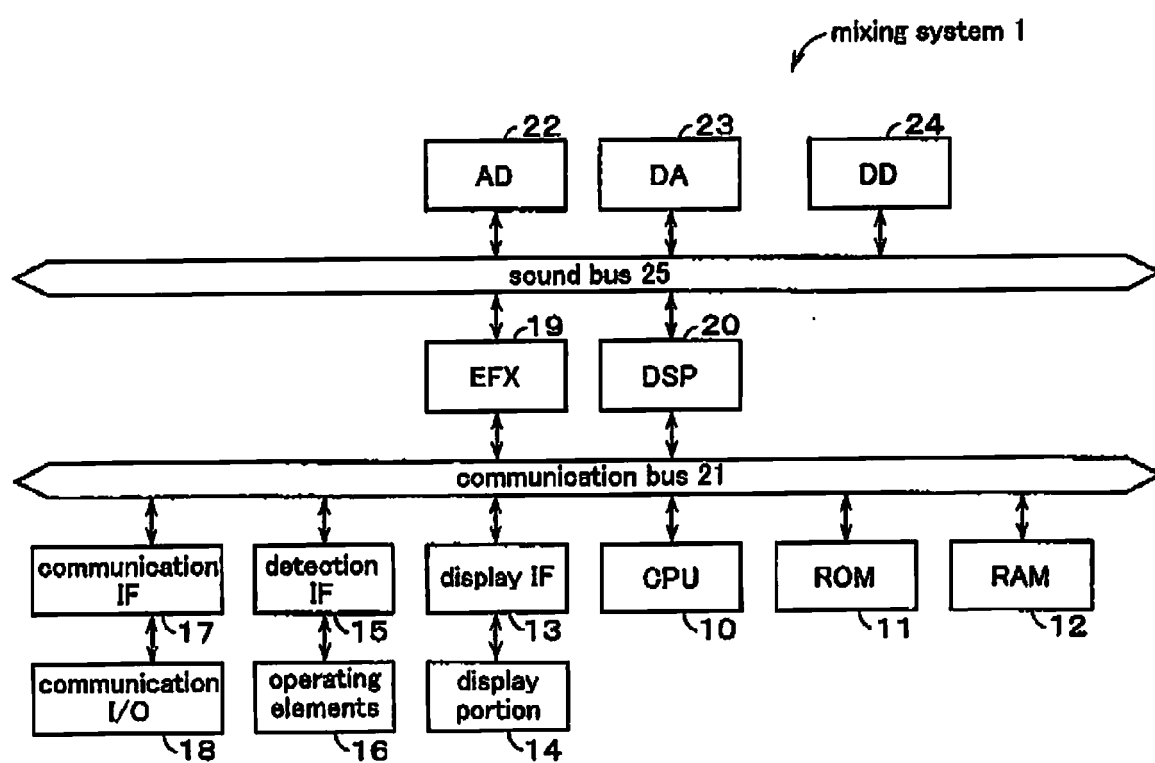 mixing system 1
22
23
24
AD
DA
DD
sound bus 25
19
20
EFX
DSP
communication bus 21
communication
IF
detection
IF
display IF
CPU
ROM
RAM
17
15
13
10
11
12
communication
I/O
operating
elements
display
portion
18
16
14